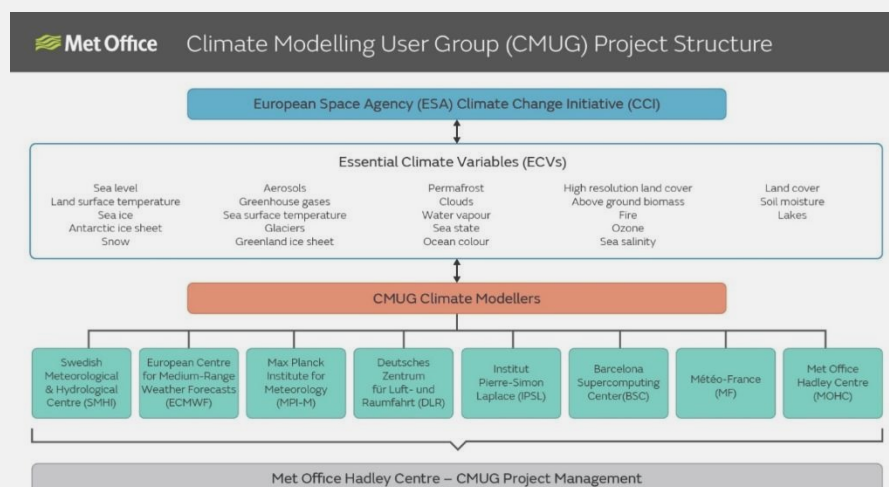 Met Office Climate Modelling User Group (CMUG) Project Structure
European Space Agency (ESA) Climate Change Initiative (CCI)
Essential Climate Variables (ECVs)
Sea level
Land surface temperature
Sea ice
Antarctic ice sheet
Snow
Aerosols
Greenhouse gases
Sea surface temperature
Glaciers
Greenland ice sheet
Permafrost
Clouds
Water vapour
Sea state
Ocean colour
High resolution land cover
Above ground biomass
Fire
Ozone
Sea salinity
Land cover
Soil moisture
Lakes
CMUG Climate Modellers
Swedish
Meteorological
& Hydrological
Centre (SMHI)
European Centre
for Medium-Range
Weather Forecasts
(ECMWF)
Max Planck
Institute for
Meteorology
(MPI-M)
Deutsches
Zentrum
für Luft- und
Raumfahrt (DLR)
Institut
Pierre-Simon
Laplace (IPSL)
Barcelona
Supercomputing
Center(BSC)
Météo-France
(MF)
Met Office
Hadley Centre
(MOHC)
Met Office Hadley Centre – CMUG Project Management